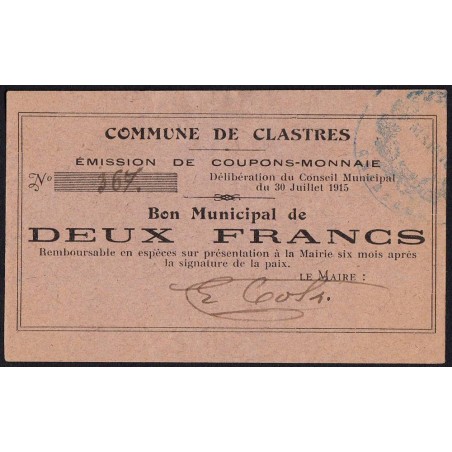 COMMUNE DE CLASTRES
ÉMISSION DE COUPONS-MONNAIE
No 367.
Délibération du Conseil Municipal
du 30 Juillet 1915
Bon Municipal de
DEUX FRANCS
Remboursable en espèces sur présentation à la Mairie six mois après
la signature de la paix.
LE MAIRE :